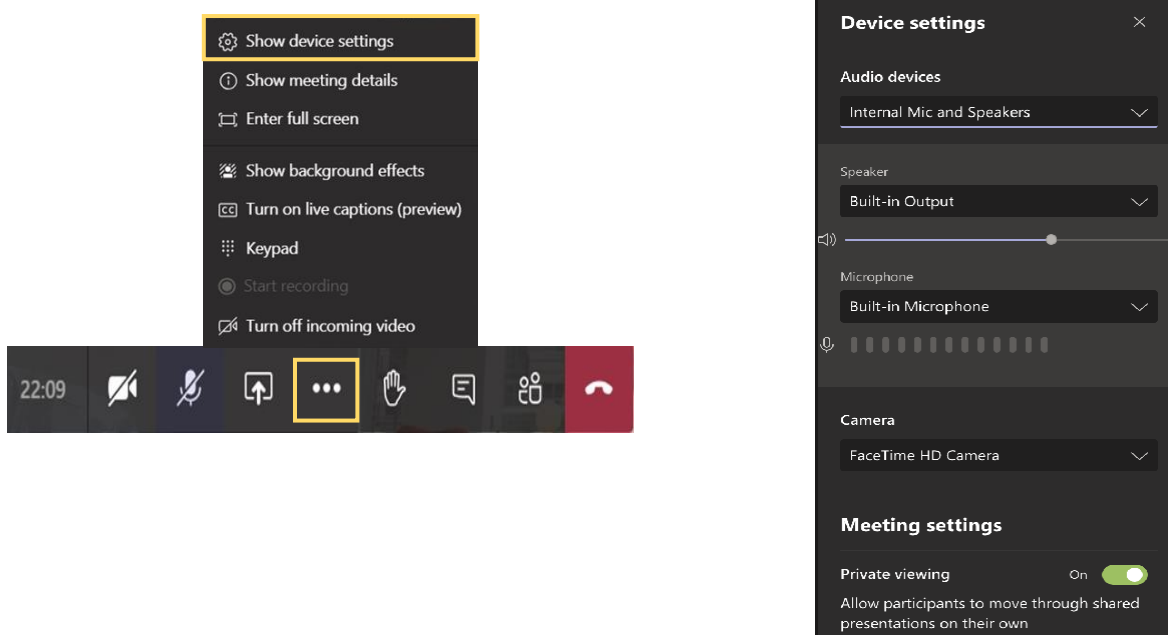 Show device settings
Show meeting details
Enter full screen
Show background effects
CC Turn on live captions (preview)
Keypad
Start recording
Turn off incoming video
22:09
Device settings
Audio devices
Internal Mic and Speakers
Speaker
Built-in Output
Microphone
Built-in Microphone
Camera
FaceTime HD Camera
Meeting settings
Private viewing On
Allow participants to move through shared
presentations on their own